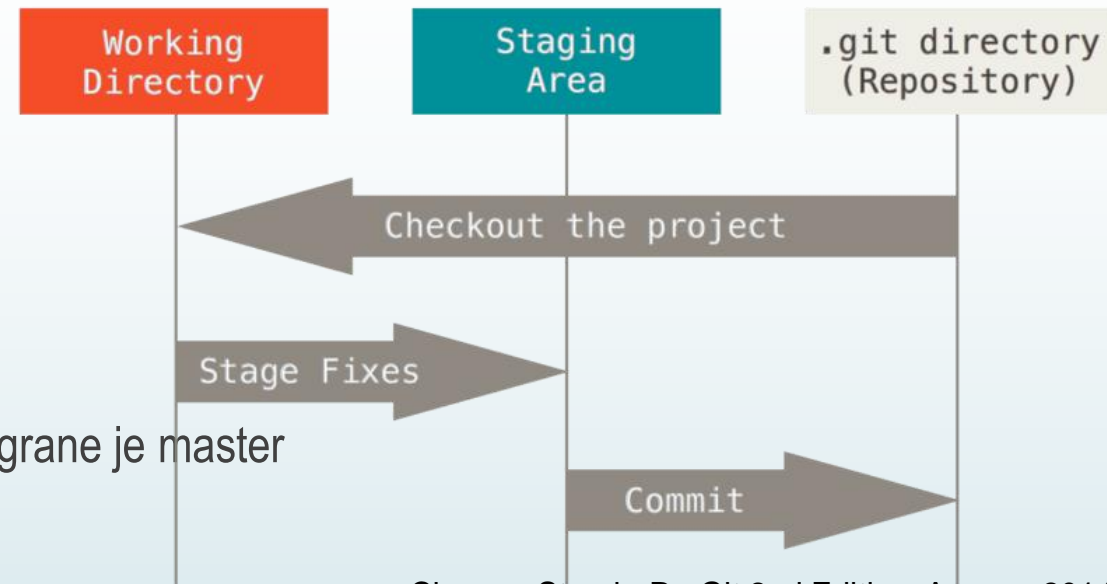 Working
Directory
Staging
Area
.git directory
(Repository)
Checkout the project
Stage Fixes
grane je master
Commit